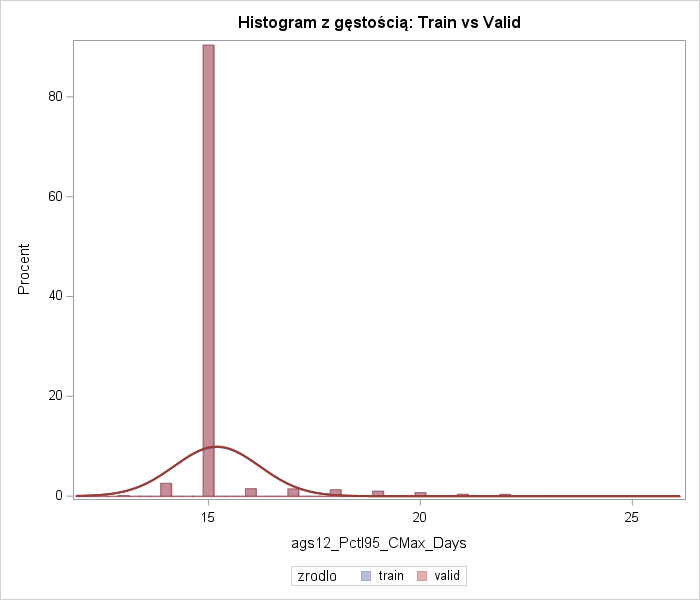 Histogram z gęstością: Train vs Valid
80
60
40
20
0
Procent
15 20 25
ags12_Pctl95_CMax_Days
zrodlo train valid